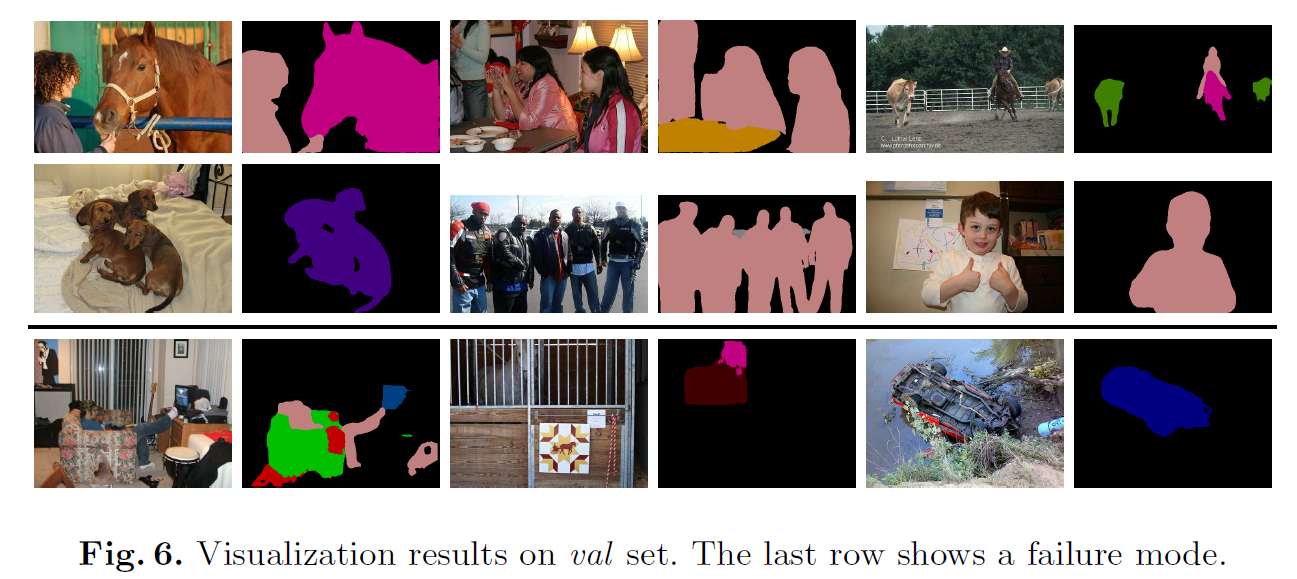 C. Lothar Lenz
www.pferdefotoarchiv.de
Fig. 6. Visualization results on val set. The last row shows a failure mode.